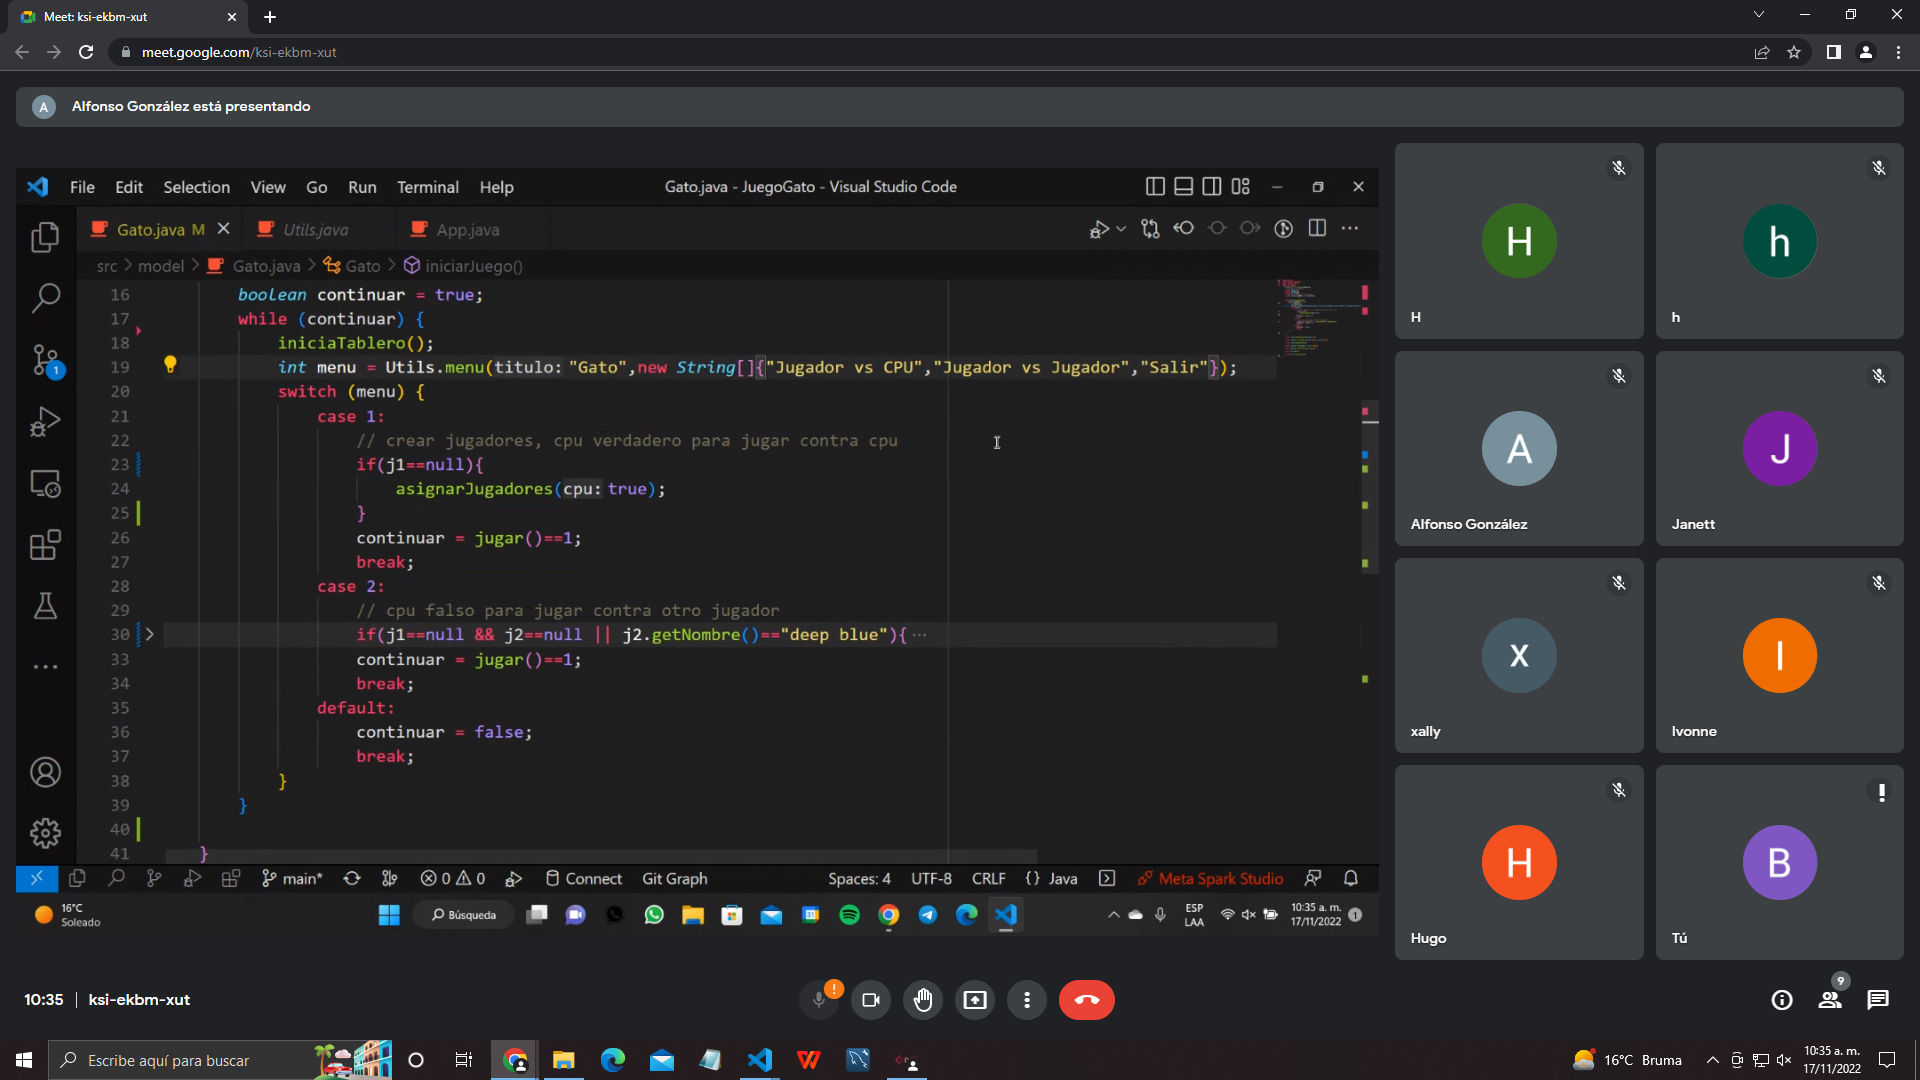 Meet: ksi-ekbm-xut
meet.google.com/ksi-ekbm-xut
A Alfonso González está presentando
File Edit Selection View Go Run Terminal Help Gato.java - JuegoGato - Visual Studio Code
Gato.java M Utils.java App.java
src > model > Gato.java > Gato > iniciarJuego()
16 boolean continuar = true;
17 while (continuar) {
18 iniciaTablero();
19 int menu = Utils.menu(titulo: "Gato",new String[]{"Jugador vs CPU","Jugador vs Jugador","Salir"});
20 switch (menu) {
21 case 1:
22 // crear jugadores, cpu verdadero para jugar contra cpu
23 if(j1==null){
24 asignarJugadores(cpu: true);
25 }
26 continuar = jugar()==1;
27 break;
28 case 2:
29 // cpu falso para jugar contra otro jugador
30 if(j1==null && j2==null || j2.getNombre()=="deep blue"){ ...
33 continuar = jugar()==1;
34 break;
35 default:
36 continuar = false;
37 break;
38 }
39 }
40
41 }
1
main* 0 0 Connect Git Graph Spaces: 4 UTF-8 CRLF {} Java Meta Spark Studio
16°C
Soleado
Búsqueda
ESP
LAA
10:35 a. m.
17/11/2022
1
H
H
h
h
A
Alfonso González
J
Janett
x
xally
I
Ivonne
H
Hugo
B
Tú
10:35 | ksi-ekbm-xut
9
Escribe aquí para buscar
16°C Bruma
10:35 a. m.
17/11/2022